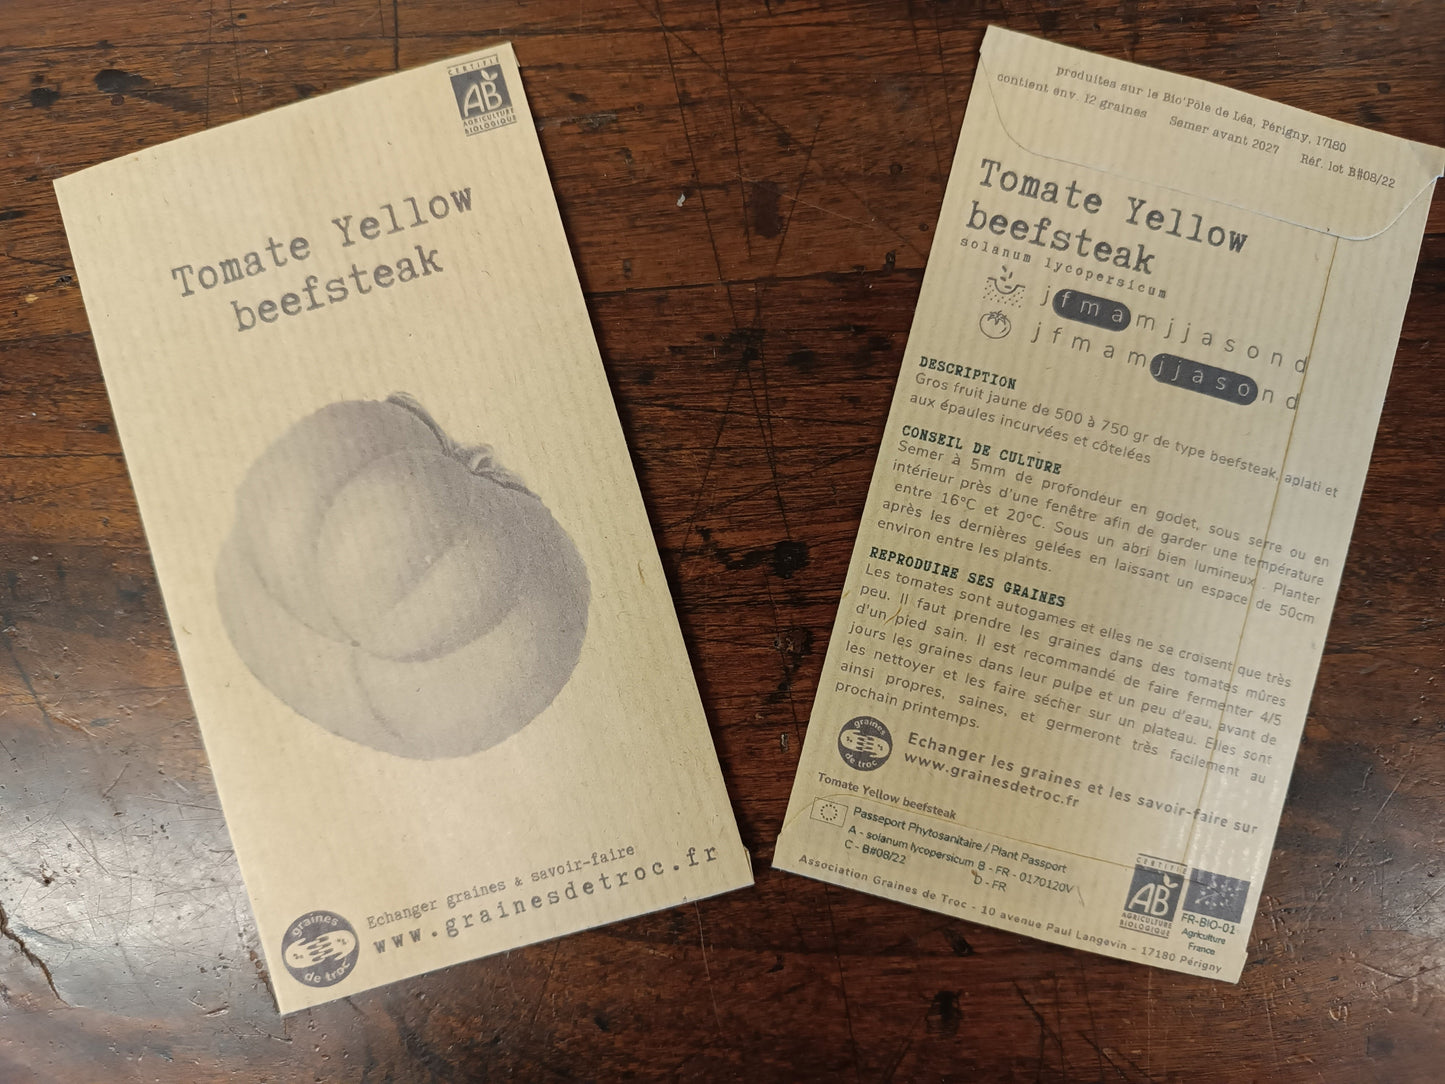 CERTIFIÉ
AB
AGRICULTURE
BIOLOGIQUE
Tomate Yellow
beefsteak
Echanger graines & savoir-faire
www.grainesdetroc.fr
graines
de troc
produites sur le Bio'Pôle de Léa, Périgny, 17180
contient env. 12 graines Semer avant 2027 Réf. lot B#08/22
Tomate Yellow
beefsteak
solanum lycopersicum
j f m a m j j a s o n d
j f m a m j j a s o n d
DESCRIPTION
Gros fruit jaune de 500 à 750 gr de type beefsteak, aplati et
aux épaules incurvées et côtelées
CONSEIL DE CULTURE
Semer à 5mm de profondeur en godet, sous serre ou en
intérieur près d'une fenêtre afin de garder une température
entre 16°C et 20°C. Sous un abri bien lumineux . Planter
après les dernières gelées en laissant un espace de 50cm
environ entre les plants.
REPRODUIRE SES GRAINES
Les tomates sont autogames et elles ne se croisent que très
peu. Il faut prendre les graines dans des tomates mûres
d'un pied sain. Il est recommandé de faire fermenter 4/5
jours les graines dans leur pulpe et un peu d'eau, avant de
les nettoyer et les faire sécher sur un plateau. Elles sont
ainsi propres, saines, et germeront très facilement au
prochain printemps.
graines
de troc
Echanger les graines et les savoir-faire sur
www.grainesdetroc.fr
Tomate Yellow beefsteak
Passeport Phytosanitaire / Plant Passport
A - solanum lycopersicum B - FR - 0170120V
C - B#08/22 D - FR
CERTIFIÉ
AB
AGRICULTURE
BIOLOGIQUE
FR-BIO-01
Agriculture
France
Association Graines de Troc - 10 avenue Paul Langevin - 17180 Périgny